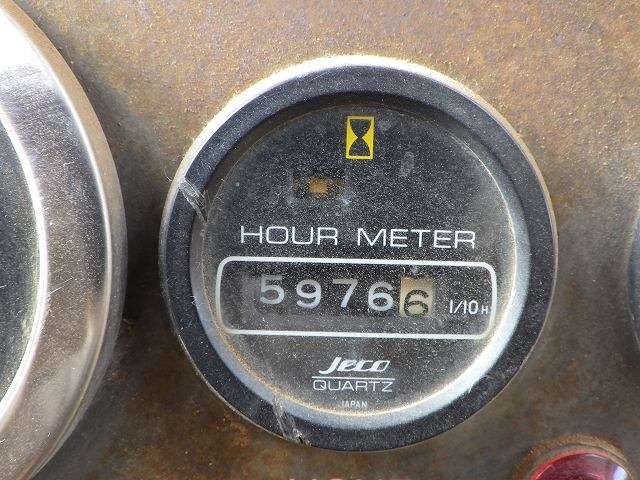 HOUR METER
59766 1/10H
Jeco
QUARTZ
JAPAN